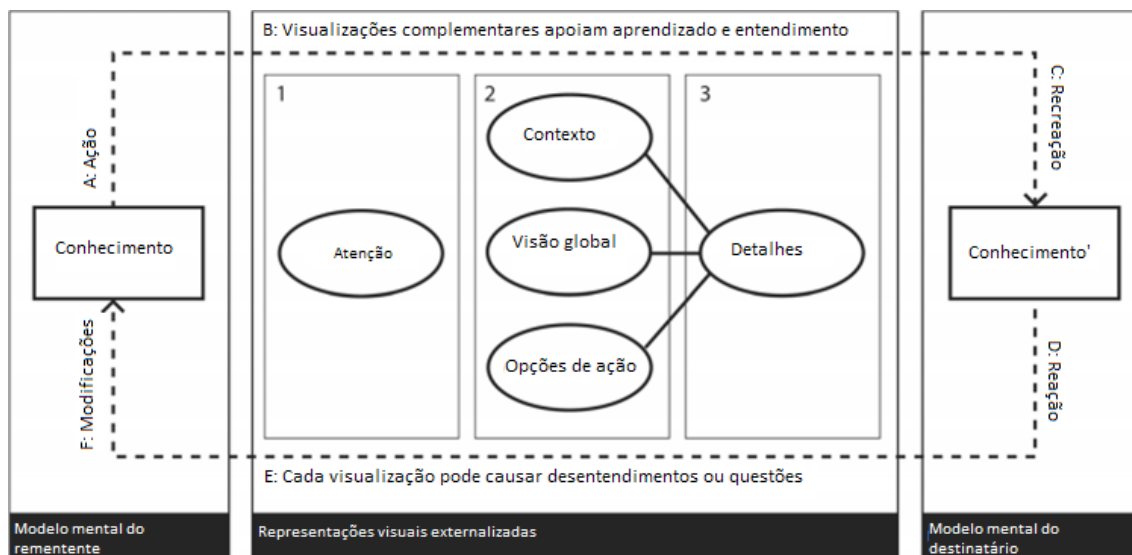 B: Visualizações complementares apoiam aprendizado e entendimento
A: Ação
Conhecimento
F: Modificações
1
Atenção
2
Contexto
Visão global
Opções de ação
3
Detalhes
C: Recreação
Conhecimento'
D: Reação
E: Cada visualização pode causar desentendimentos ou questões
Modelo mental do
rementente
Representações visuais externalizadas
Modelo mental do
destinatário